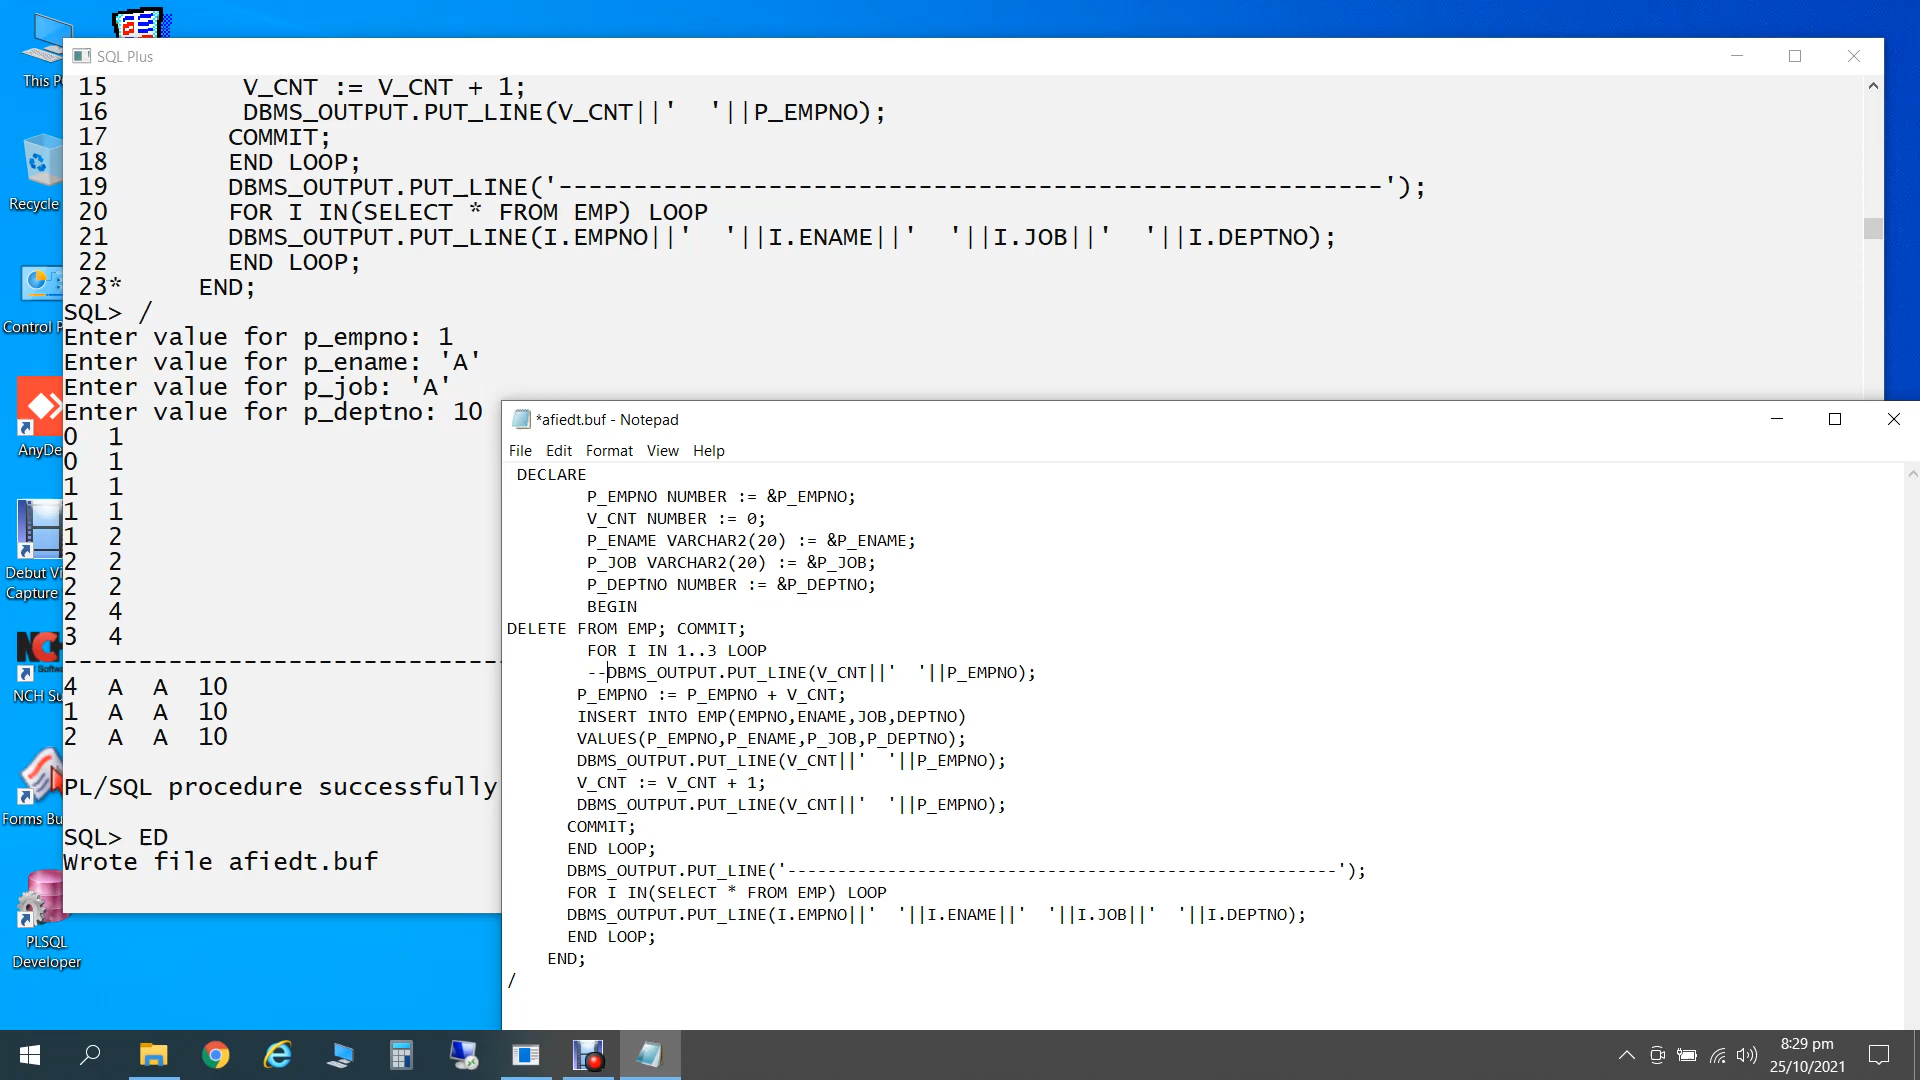 This P
Recycle
Control P
AnyDe
Debut Vi
Capture
NCH Su
Forms Bu
PLSQL
Developer
SQL Plus
15         V_CNT := V_CNT + 1;
16         DBMS_OUTPUT.PUT_LINE(V_CNT||'  '||P_EMPNO);
17        COMMIT;
18        END LOOP;
19        DBMS_OUTPUT.PUT_LINE('-------------------------------------------------------');
20        FOR I IN(SELECT * FROM EMP) LOOP
21        DBMS_OUTPUT.PUT_LINE(I.EMPNO||'  '||I.ENAME||'  '||I.JOB||'  '||I.DEPTNO);
22        END LOOP;
23*     END;
SQL> /
Enter value for p_empno: 1
Enter value for p_ename: 'A'
Enter value for p_job: 'A'
Enter value for p_deptno: 10
0  1
0  1
1  1
1  1
1  2
2  2
2  2
2  4
3  4
-----------------------------
4  A  A  10
1  A  A  10
2  A  A  10
PL/SQL procedure successfully
SQL> ED
Wrote file afiedt.buf
*afiedt.buf - Notepad
File Edit Format View Help
DECLARE
P_EMPNO NUMBER := &P_EMPNO;
V_CNT NUMBER := 0;
P_ENAME VARCHAR2(20) := &P_ENAME;
P_JOB VARCHAR2(20) := &P_JOB;
P_DEPTNO NUMBER := &P_DEPTNO;
BEGIN
DELETE FROM EMP; COMMIT;
FOR I IN 1..3 LOOP
--DBMS_OUTPUT.PUT_LINE(V_CNT||'  '||P_EMPNO);
P_EMPNO := P_EMPNO + V_CNT;
INSERT INTO EMP(EMPNO,ENAME,JOB,DEPTNO)
VALUES(P_EMPNO,P_ENAME,P_JOB,P_DEPTNO);
DBMS_OUTPUT.PUT_LINE(V_CNT||'  '||P_EMPNO);
V_CNT := V_CNT + 1;
DBMS_OUTPUT.PUT_LINE(V_CNT||'  '||P_EMPNO);
COMMIT;
END LOOP;
DBMS_OUTPUT.PUT_LINE('-------------------------------------------------------');
FOR I IN(SELECT * FROM EMP) LOOP
DBMS_OUTPUT.PUT_LINE(I.EMPNO||'  '||I.ENAME||'  '||I.JOB||'  '||I.DEPTNO);
END LOOP;
END;
/
8:29 pm
25/10/2021